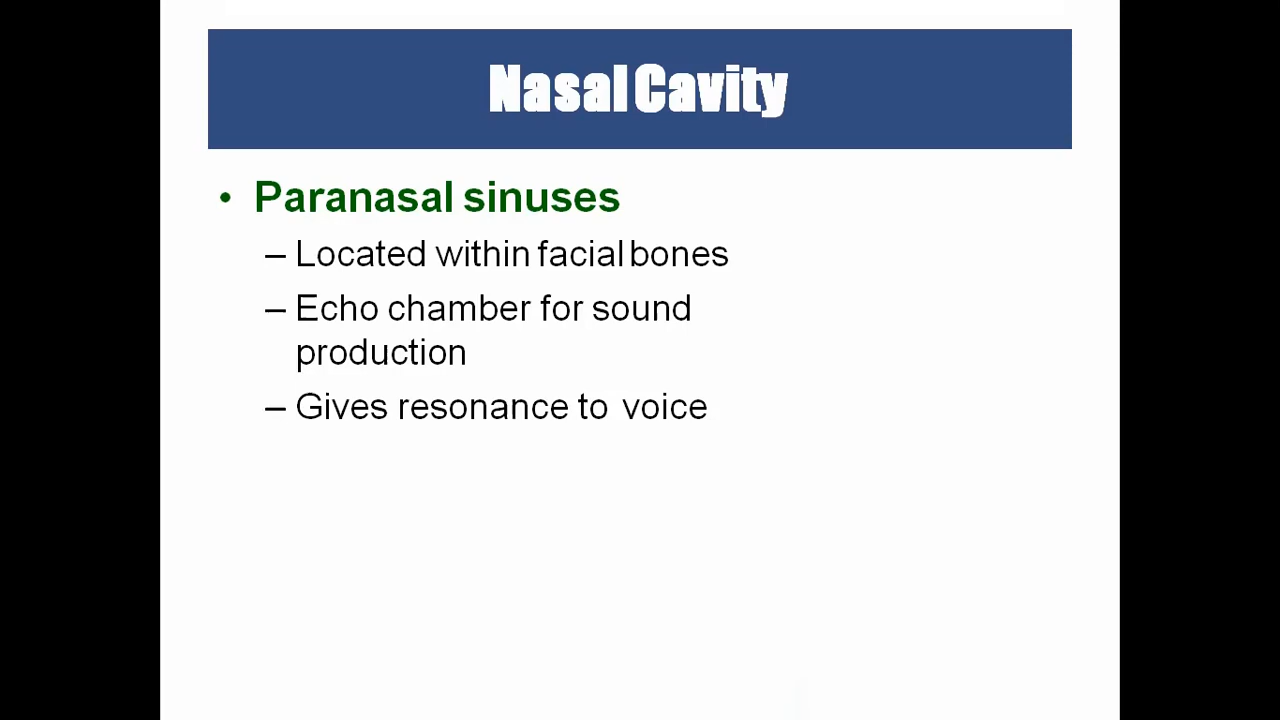 Nasal Cavity
• Paranasal sinuses
– Located within facial bones
– Echo chamber for sound
production
– Gives resonance to voice